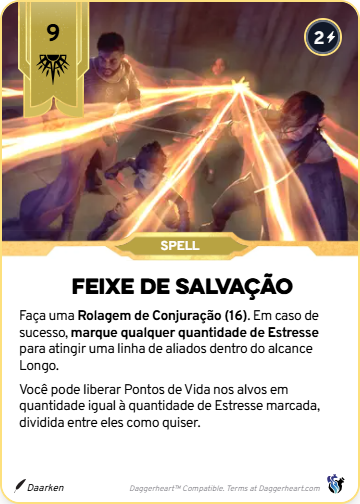 9
2
SPELL
FEIXE DE SALVAÇÃO
Faça uma Rolagem de Conjuração (16). Em caso de
sucesso, marque qualquer quantidade de Estresse
para atingir uma linha de aliados dentro do alcance
Longo.
Você pode liberar Pontos de Vida nos alvos em
quantidade igual à quantidade de Estresse marcada,
dividida entre eles como quiser.
Daarken
Daggerheart™ Compatible. Terms at Daggerheart.com